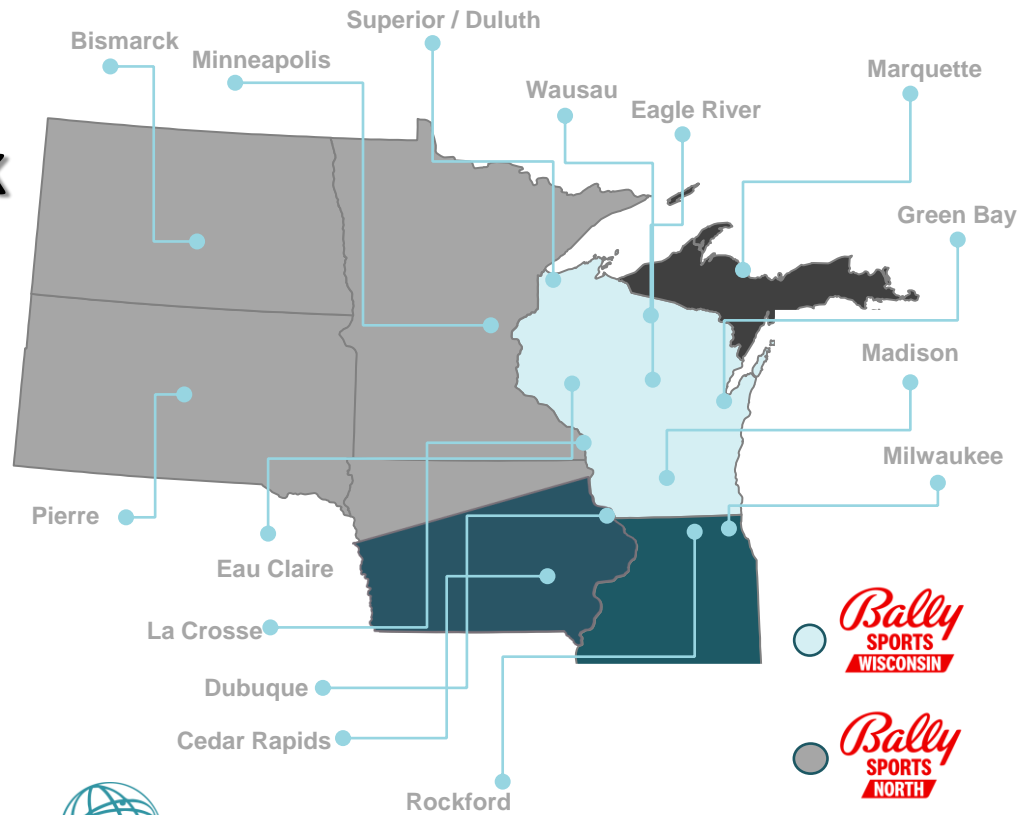 Superior / Duluth
Bismarck
Minneapolis
Marquette
Wausau
Eagle River
Green Bay
Madison
Milwaukee
Pierre
Eau Claire
La Crosse
Dubuque
Cedar Rapids
Rockford
Bally
SPORTS
WISCONSIN
Bally
SPORTS
NORTH